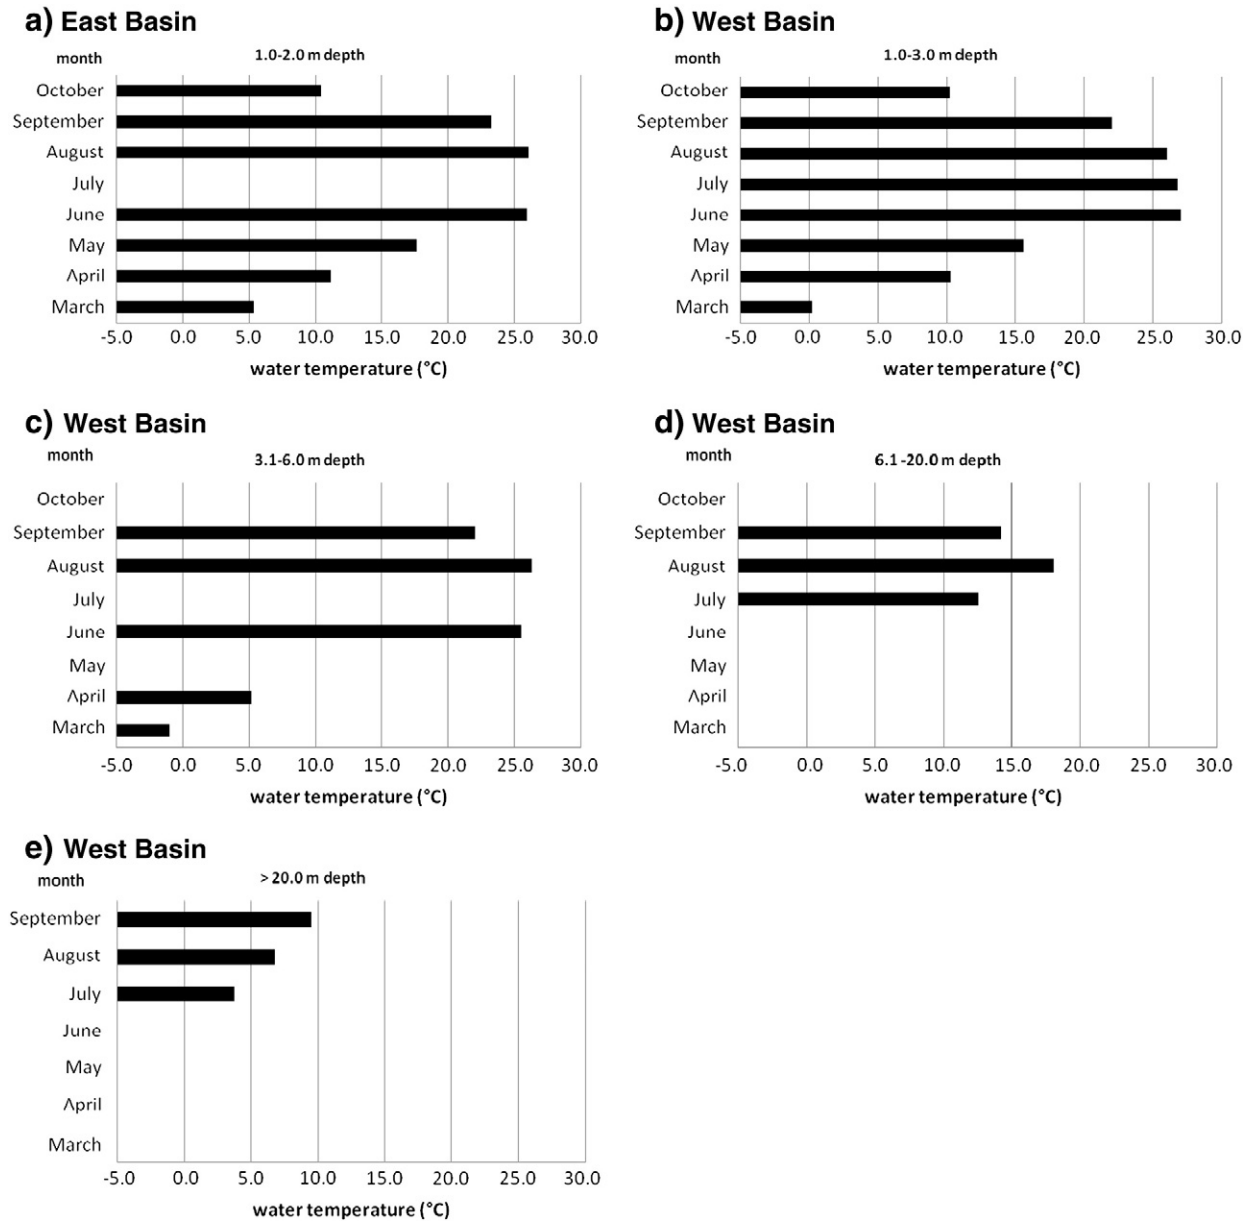 a) East Basin
month
1.0-2.0 m depth
October
September
August
July
June
May
April
March
-5.0 0.0 5.0 10.0 15.0 20.0 25.0 30.0
water temperature (°C)
b) West Basin
month
1.0-3.0 m depth
October
September
August
July
June
May
April
March
-5.0 0.0 5.0 10.0 15.0 20.0 25.0 30.0
water temperature (°C)
c) West Basin
month
3.1-6.0 m depth
October
September
August
July
June
May
April
March
-5.0 0.0 5.0 10.0 15.0 20.0 25.0 30.0
water temperature (°C)
d) West Basin
month
6.1-20.0 m depth
October
September
August
July
June
May
April
March
-5.0 0.0 5.0 10.0 15.0 20.0 25.0 30.0
water temperature (°C)
e) West Basin
month
> 20.0 m depth
September
August
July
June
May
April
March
-5.0 0.0 5.0 10.0 15.0 20.0 25.0 30.0
water temperature (°C)